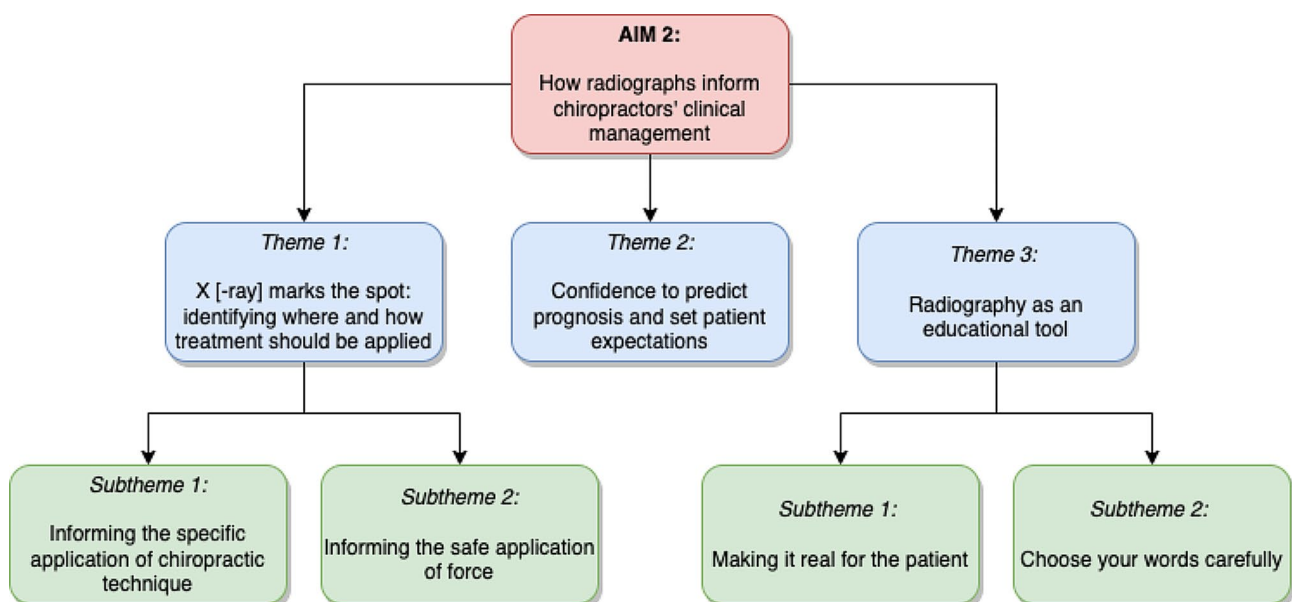 AIM 2:
How radiographs inform
chiropractors' clinical
management
Theme 1:
X [-ray] marks the spot:
identifying where and how
treatment should be applied
Theme 2:
Confidence to predict
prognosis and set patient
expectations
Theme 3:
Radiography as an
educational tool
Subtheme 1:
Informing the specific
application of chiropractic
technique
Subtheme 2:
Informing the safe application
of force
Subtheme 1:
Making it real for the patient
Subtheme 2:
Choose your words carefully